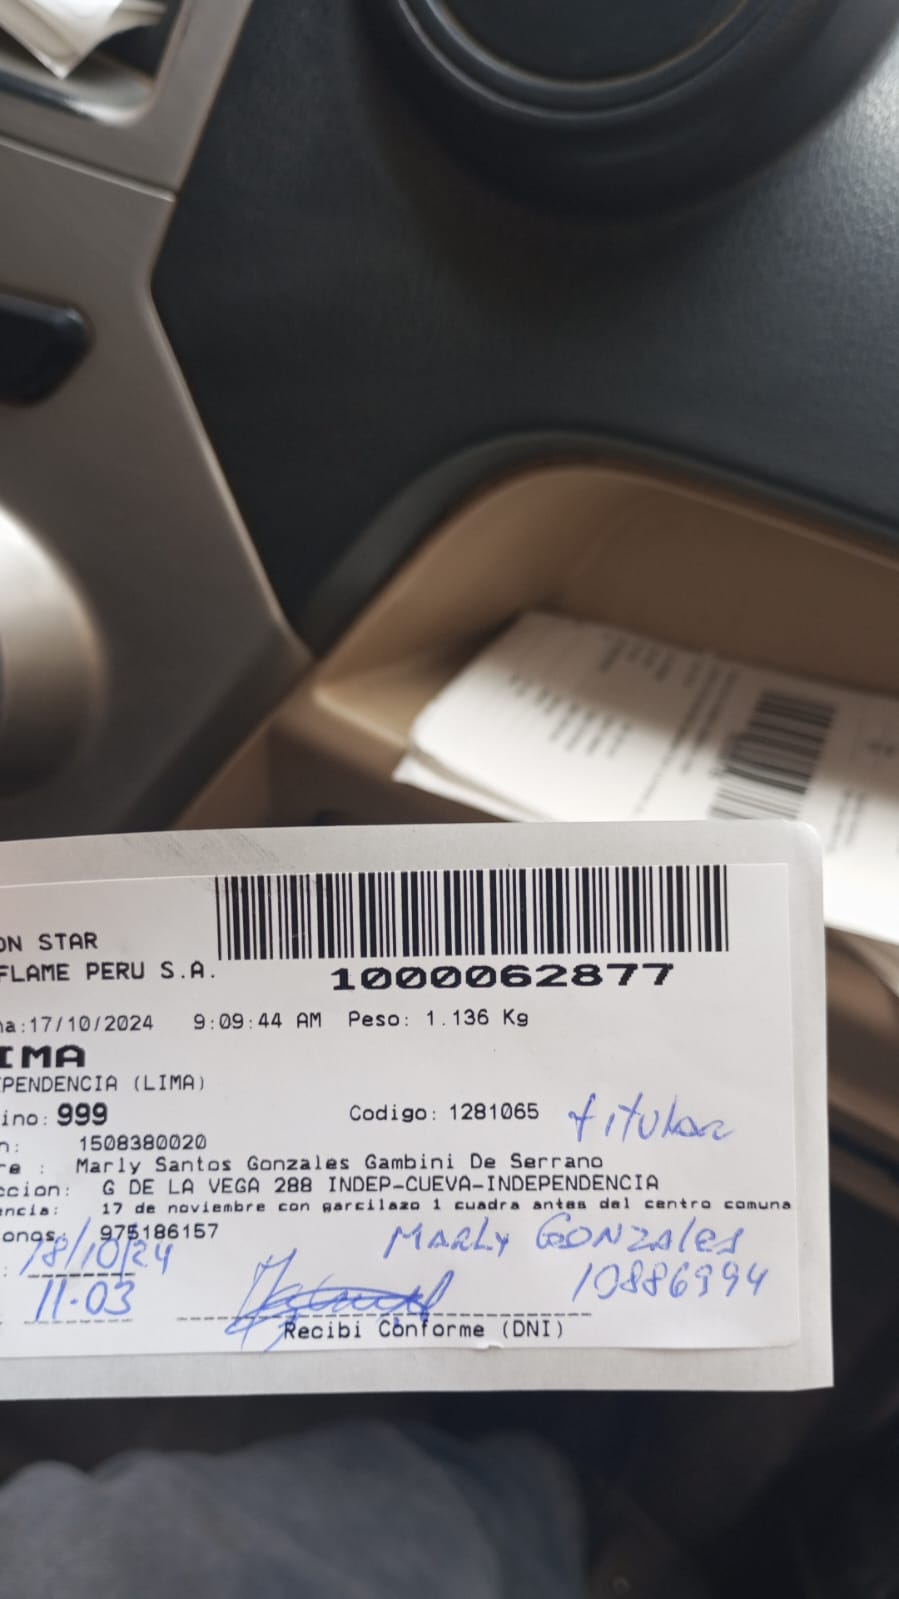 ON STAR
FLAME PERU S.A.
1000062877
a:17/10/2024 9:09:44 AM Peso: 1.136 Kg
IMA
PENDENCIA (LIMA)
ino: 999 Codigo: 1281065 titular
n: 1508380020
re : Marly Santos Gonzales Gambini De Serrano
ccion: G DE LA VEGA 288 INDEP-CUEVA-INDEPENDENCIA
encia: 17 de noviembre con garcilazo 1 cuadra antes del centro comuna
onos: 975186157
18/10/24 MARLY GONZALES
11-03 10886994
Recibi Conforme (DNI)